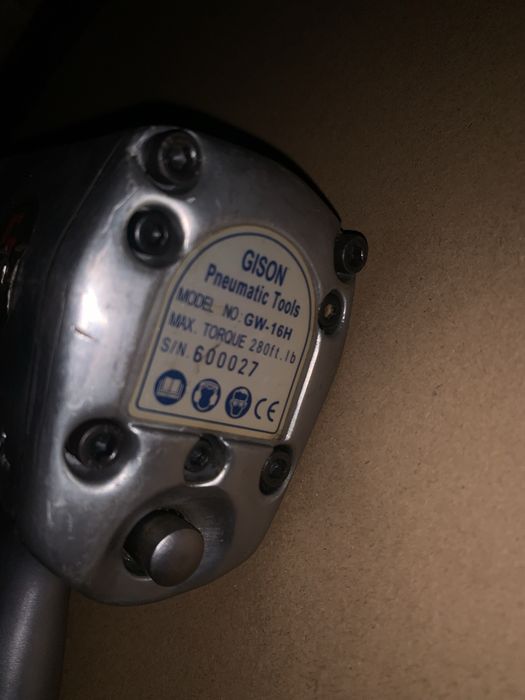 GISON
Pneumatic Tools
MODEL NO. GW-16H
MAX. TORQUE 280ft.lb
S/N. 600027
CE